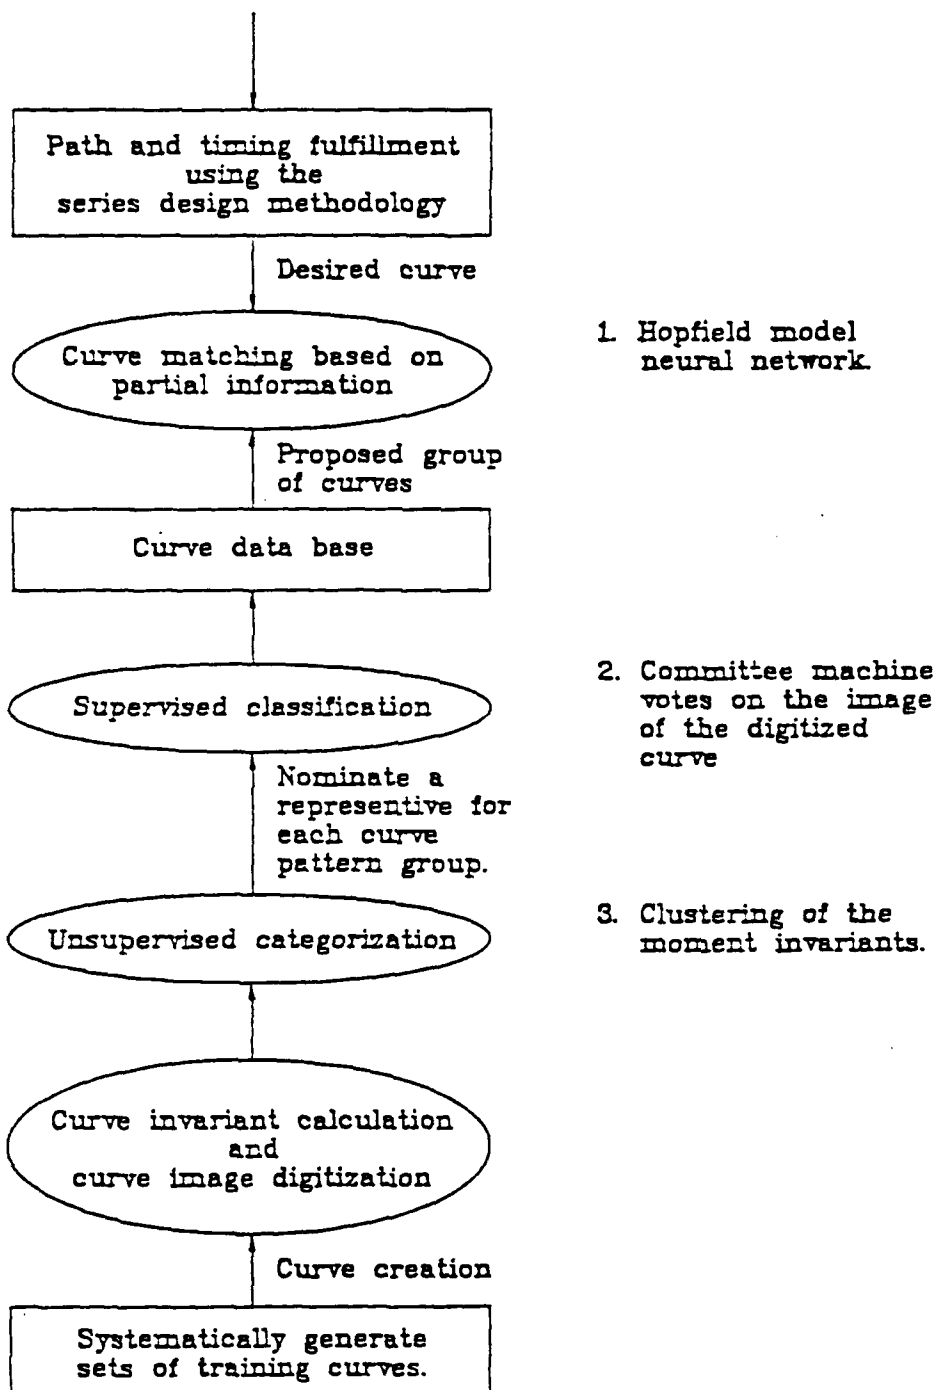 Path and timing fulfillment
using the
series design methodology
Desired curve
Curve matching based on
partial information
1. Hopfield model
neural network.
Proposed group
of curves
Curve data base
Supervised classification
2. Committee machine
votes on the image
of the digitized
curve
Nominate a
representive for
each curve
pattern group.
Unsupervised categorization
3. Clustering of the
moment invariants.
Curve invariant calculation
and
curve image digitization
Curve creation
Systematically generate
sets of training curves.